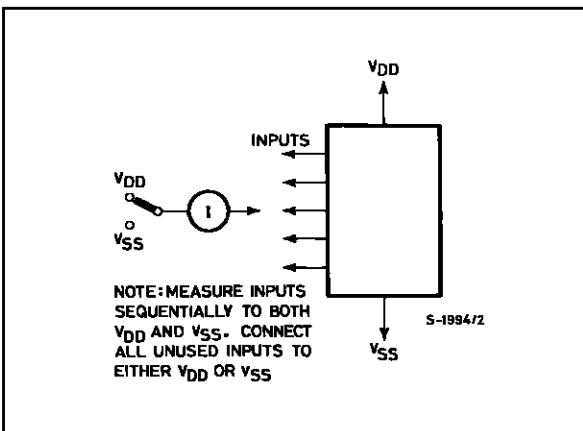 VDD
INPUTS
VDD
I
VSS
NOTE:MEASURE INPUTS
SEQUENTIALLY TO BOTH
VDD AND VSS. CONNECT
ALL UNUSED INPUTS TO
EITHER VDD OR VSS
S-1994/2
VSS